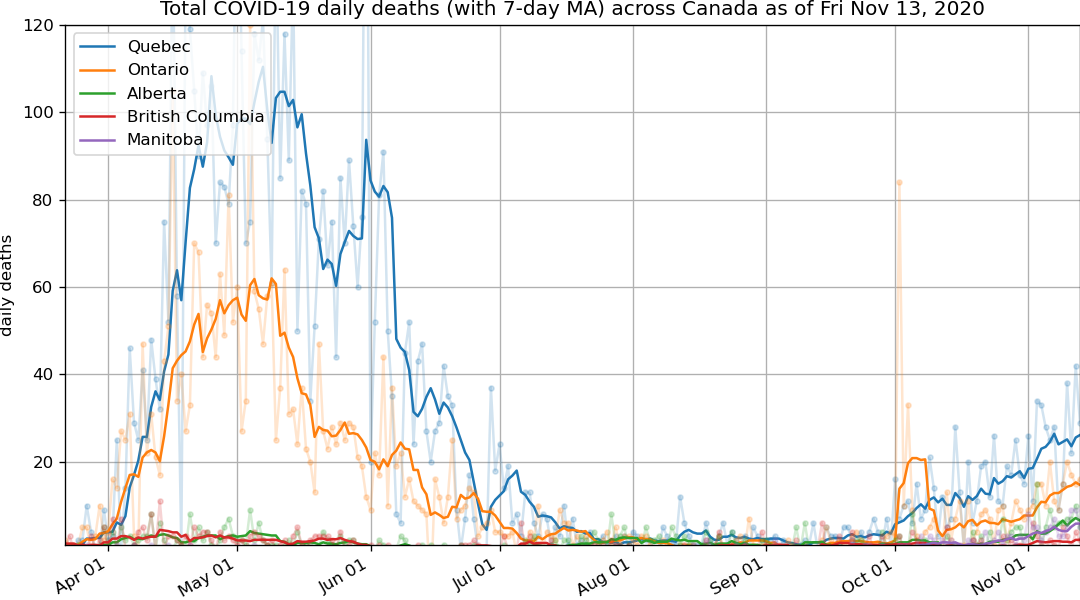 Total COVID-19 daily deaths (with 7-day MA) across Canada as of Fri Nov 13, 2020
120
100
80
60
40
20
daily deaths
Quebec
Ontario
Alberta
British Columbia
Manitoba
Apr 01
May 01
Jun 01
Jul 01
Aug 01
Sep 01
Oct 01
Nov 01